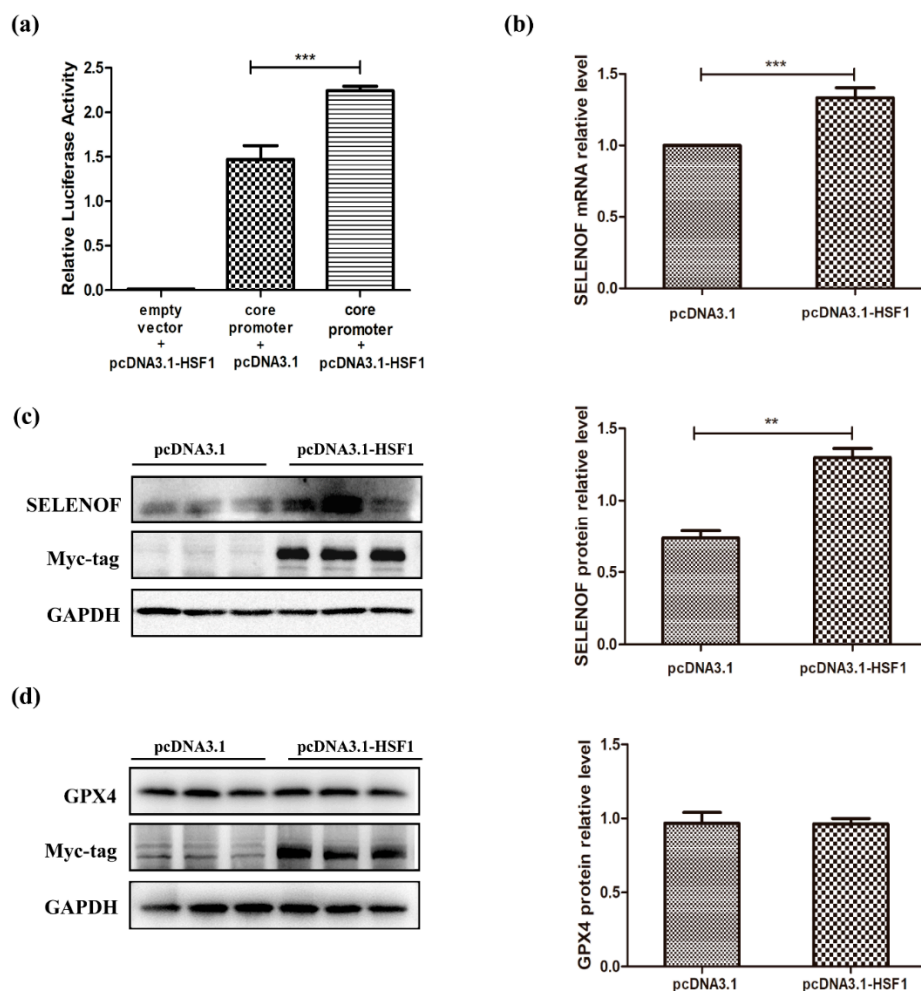 (a)
Relative Luciferase Activity
2.5
2.0
1.5
1.0
0.5
0.0
***
empty vector + pcDNA3.1-HSF1
core promoter + pcDNA3.1
core promoter + pcDNA3.1-HSF1
(b)
SELENOF mRNA relative level
1.5
1.0
0.5
0.0
***
pcDNA3.1
pcDNA3.1-HSF1
(c)
pcDNA3.1
pcDNA3.1-HSF1
SELENOF
Myc-tag
GAPDH
SELENOF protein relative level
1.5
1.0
0.5
0.0
**
pcDNA3.1
pcDNA3.1-HSF1
(d)
pcDNA3.1
pcDNA3.1-HSF1
GPX4
Myc-tag
GAPDH
GPX4 protein relative level
1.5
1.0
0.5
0.0
pcDNA3.1
pcDNA3.1-HSF1